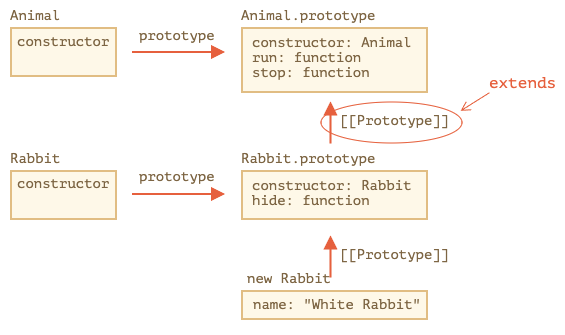 Animal
constructor
prototype
Animal.prototype
constructor: Animal
run: function
stop: function
extends
[[Prototype]]
Rabbit
constructor
prototype
Rabbit.prototype
constructor: Rabbit
hide: function
[[Prototype]]
new Rabbit
name: "White Rabbit"